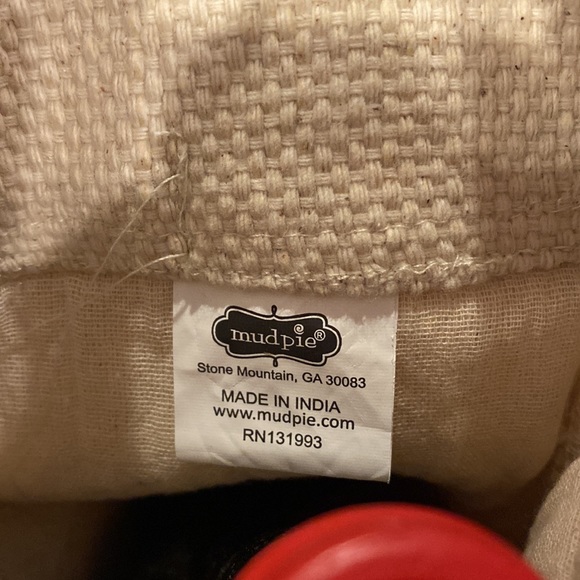 mudpie®
Stone Mountain, GA 30083
MADE IN INDIA
www.mudpie.com
RN131993